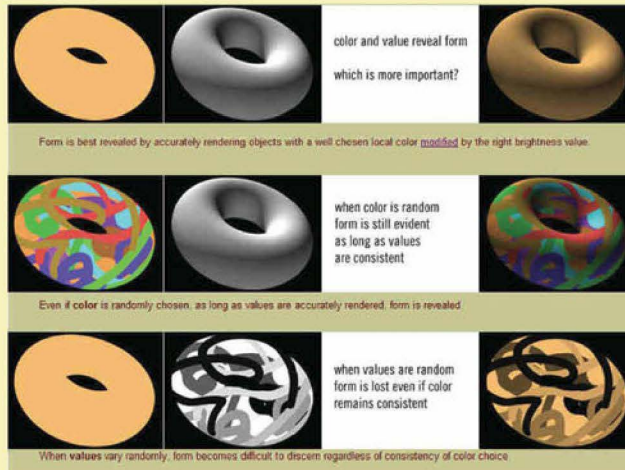 color and value reveal form
which is more important?
Form is best revealed by accurately rendering objects with a well chosen local color modified by the right brightness value.
when color is random
form is still evident
as long as values
are consistent
Even if color is randomly chosen, as long as values are accurately rendered, form is revealed
when values are random
form is lost even if color
remains consistent
When values vary randomly, form becomes difficult to discern regardless of consistency of color choice